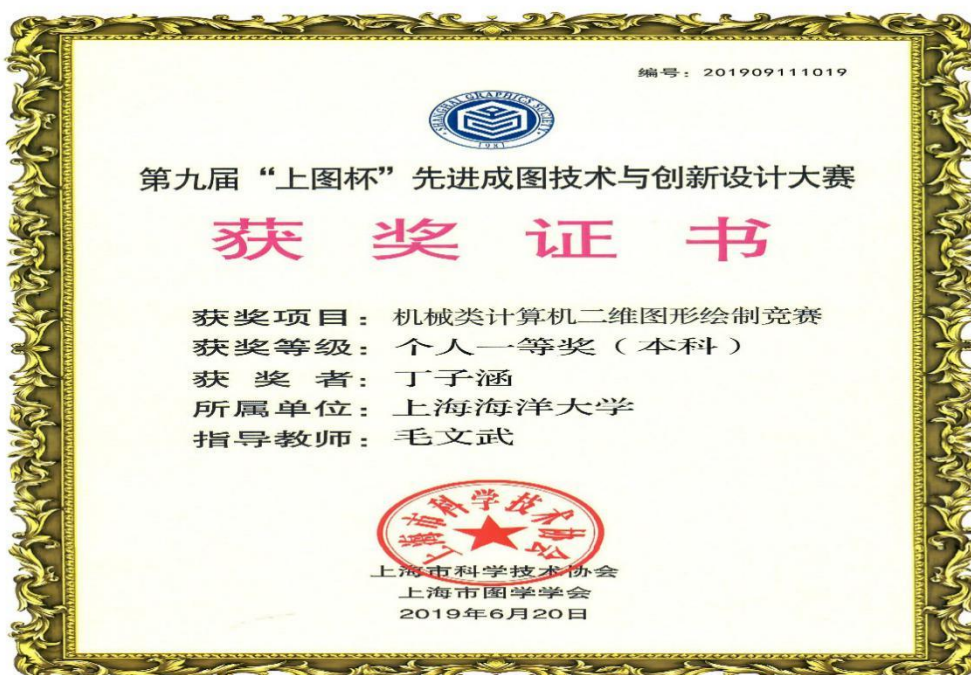 编号：201909111019
SHANGHAI GRAPHICS SOCIETY
1981
第九届“上图杯”先进成图技术与创新设计大赛
获奖证书
获奖项目：机械类计算机二维图形绘制竞赛
获奖等级：个人一等奖（本科）
获奖者：丁子涵
所属单位：上海海洋大学
指导教师：毛文武
上海市科学技术协会
上海市科学技术协会
上海市图学学会
2019年6月20日